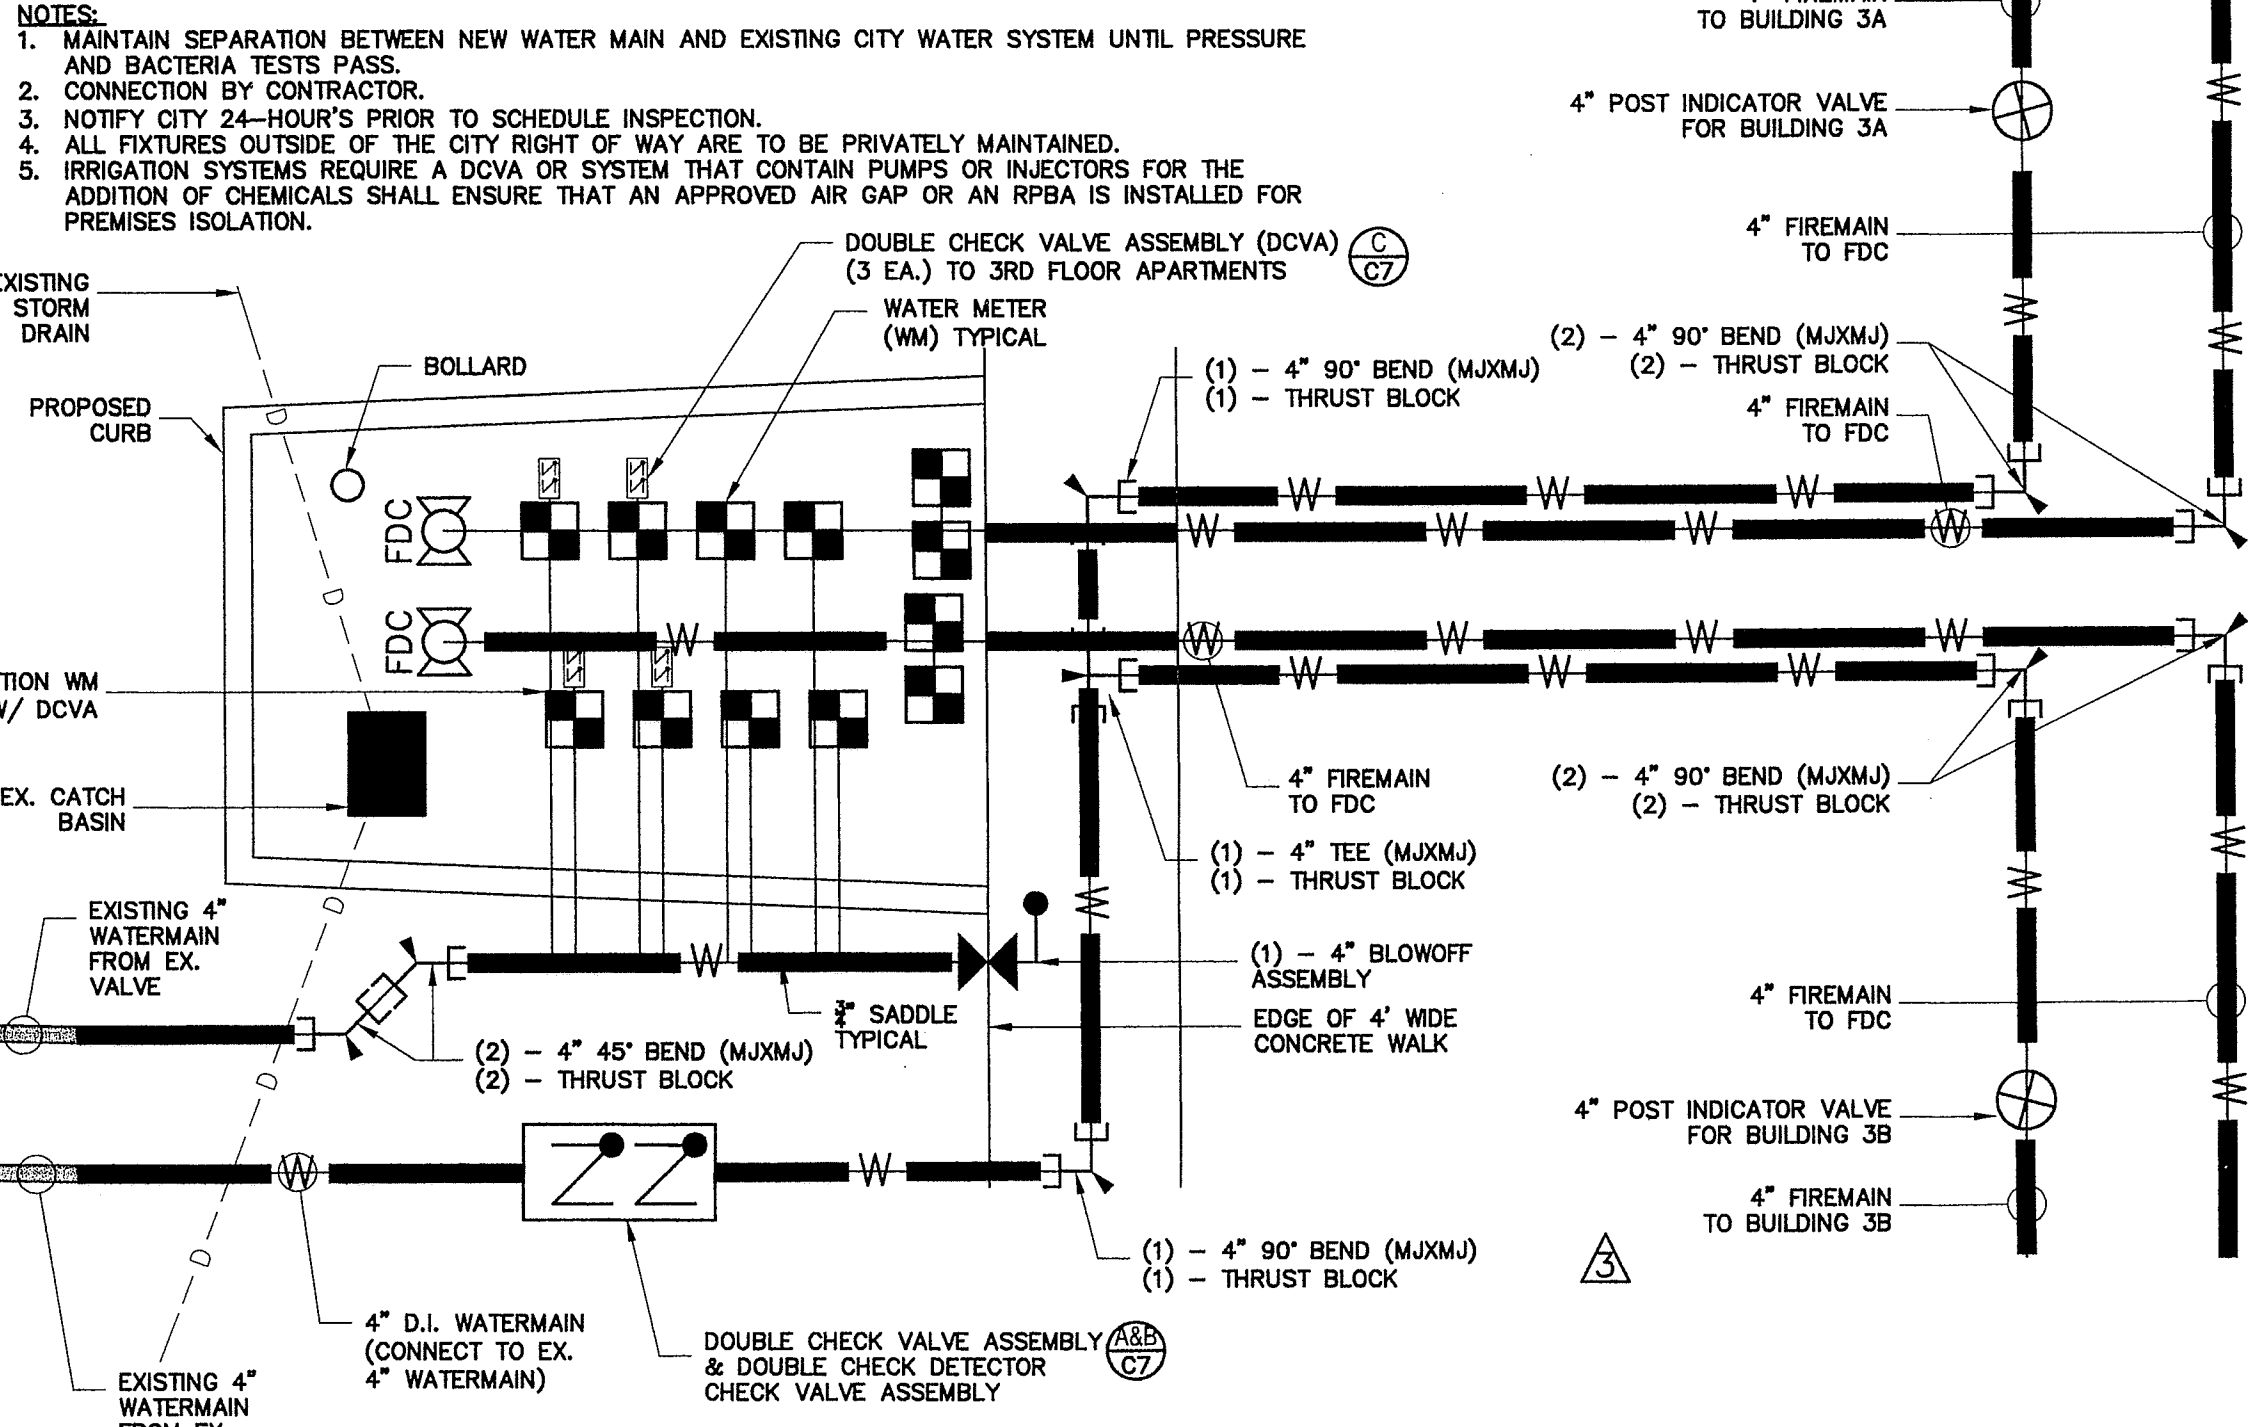 NOTES:
1. MAINTAIN SEPARATION BETWEEN NEW WATER MAIN AND EXISTING CITY WATER SYSTEM UNTIL PRESSURE
AND BACTERIA TESTS PASS.
2. CONNECTION BY CONTRACTOR.
3. NOTIFY CITY 24-HOUR'S PRIOR TO SCHEDULE INSPECTION.
4. ALL FIXTURES OUTSIDE OF THE CITY RIGHT OF WAY ARE TO BE PRIVATELY MAINTAINED.
5. IRRIGATION SYSTEMS REQUIRE A DCVA OR SYSTEM THAT CONTAIN PUMPS OR INJECTORS FOR THE
ADDITION OF CHEMICALS SHALL ENSURE THAT AN APPROVED AIR GAP OR AN RPBA IS INSTALLED FOR
PREMISES ISOLATION.
TO BUILDING 3A
4" POST INDICATOR VALVE
FOR BUILDING 3A
4" FIREMAIN
TO FDC
DOUBLE CHECK VALVE ASSEMBLY (DCVA)
(3 EA.) TO 3RD FLOOR APARTMENTS
C
C7
EXISTING
STORM
DRAIN
WATER METER
(WM) TYPICAL
BOLLARD
PROPOSED
CURB
(1) - 4" 90° BEND (MJXMJ)
(1) - THRUST BLOCK
(2) - 4" 90° BEND (MJXMJ)
(2) - THRUST BLOCK
4" FIREMAIN
TO FDC
D
D
FDC
FDC
W W W
W W W W
W
W W W W
W W W
TION WM
W/ DCVA
EX. CATCH
BASIN
4" FIREMAIN
TO FDC
(2) - 4" 90° BEND (MJXMJ)
(2) - THRUST BLOCK
(1) - 4" TEE (MJXMJ)
(1) - THRUST BLOCK
D
EXISTING 4"
WATERMAIN
FROM EX.
VALVE
W
(1) - 4" BLOWOFF
ASSEMBLY
3/4" SADDLE
TYPICAL
EDGE OF 4' WIDE
CONCRETE WALK
4" FIREMAIN
TO FDC
(2) - 4" 45° BEND (MJXMJ)
(2) - THRUST BLOCK
D
4" POST INDICATOR VALVE
FOR BUILDING 3B
W W
4" FIREMAIN
TO BUILDING 3B
D
(1) - 4" 90° BEND (MJXMJ)
(1) - THRUST BLOCK
3
4" D.I. WATERMAIN
(CONNECT TO EX.
4" WATERMAIN)
DOUBLE CHECK VALVE ASSEMBLY
& DOUBLE CHECK DETECTOR
CHECK VALVE ASSEMBLY
A&B
C7
EXISTING 4"
WATERMAIN